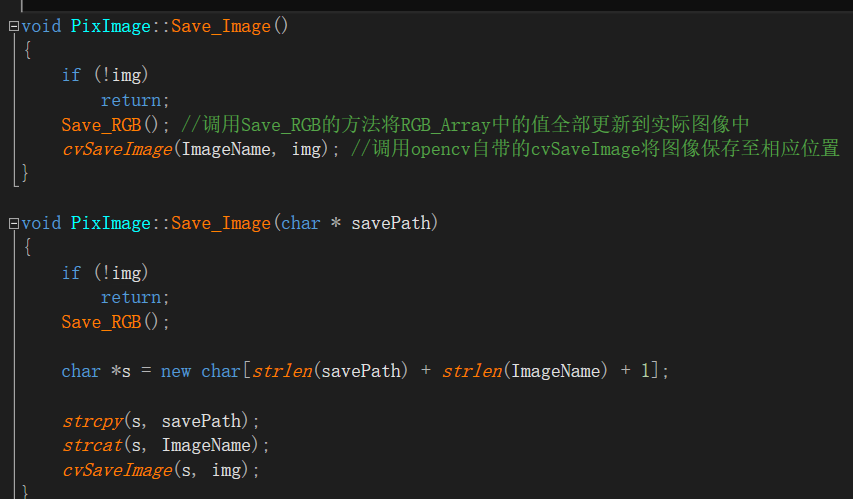 void PixImage::Save_Image()
{
if (!img)
return;
Save_RGB(); //调用Save_RGB的方法将RGB_Array中的值全部更新到实际图像中
cvSaveImage(ImageName, img); //调用opencv自带的cvSaveImage将图像保存至相应位置
}
void PixImage::Save_Image(char * savePath)
{
if (!img)
return;
Save_RGB();
char *s = new char[strlen(savePath) + strlen(ImageName) + 1];
strcpy(s, savePath);
strcat(s, ImageName);
cvSaveImage(s, img);
}